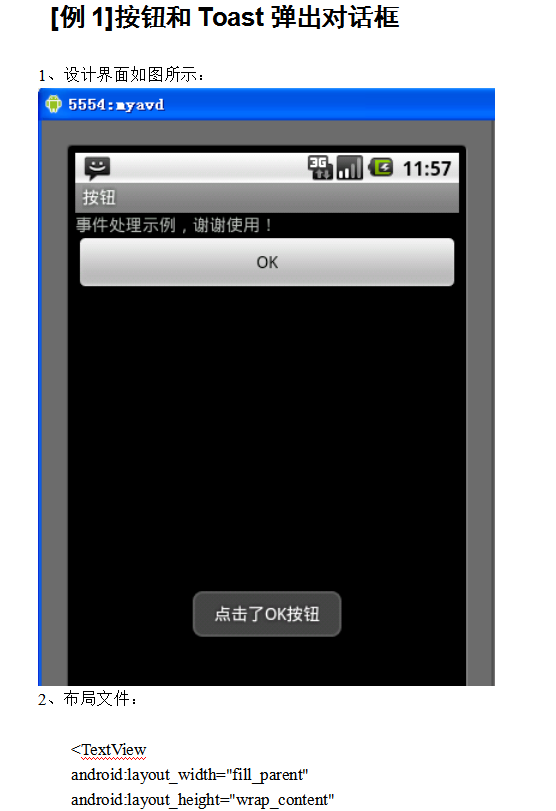 [例 1]按钮和 Toast 弹出对话框
1、设计界面如图所示：
5554:myavd
3G 11:57
按钮
事件处理示例，谢谢使用！
OK
点击了OK按钮
2、布局文件：
<TextView
android:layout_width="fill_parent"
android:layout_height="wrap_content"